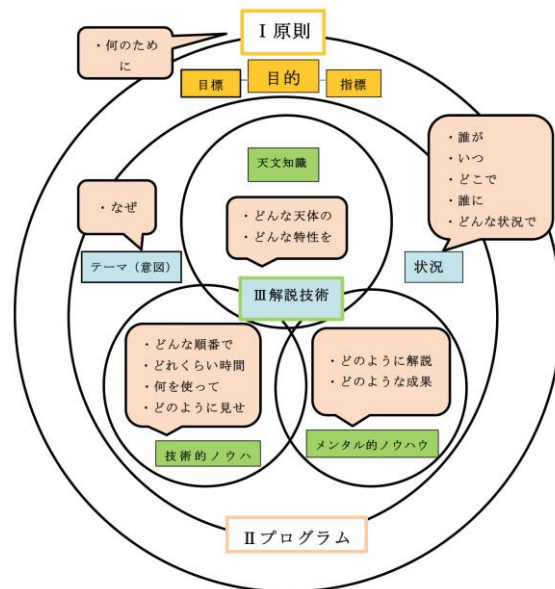 Ⅰ原則
・何のため
に
目標
目的
指標
・誰が
・いつ
・どこで
・誰に
・どんな状況で
天文知識
・なぜ
・どんな天体の
・どんな特性を
テーマ（意図）
状況
Ⅲ解説技術
・どんな順番で
・どれくらい時間
・何を使って
・どのように見せ
・どのように解説
・どのような成果
技術的ノウハ
メンタル的ノウハウ
Ⅱプログラム